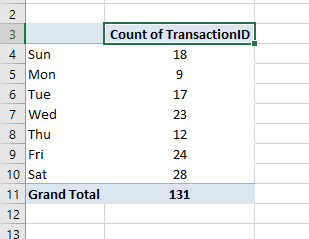 2
3 Count of TransactionID
4 Sun 18
5 Mon 9
6 Tue 17
7 Wed 23
8 Thu 12
9 Fri 24
10 Sat 28
11 Grand Total 131
12
13